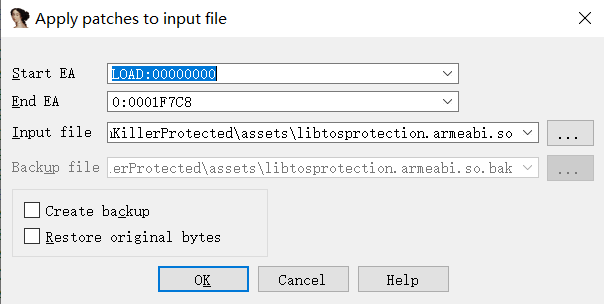 Apply patches to input file
Start EA LOAD:00000000
End EA 0:0001F7C8
Input file KillerProtected\assets\libtosprotection.armeabi.so ...
Backup file erProtected\assets\libtosprotection.armeabi.so.bak ...
Create backup
Restore original bytes
OK Cancel Help